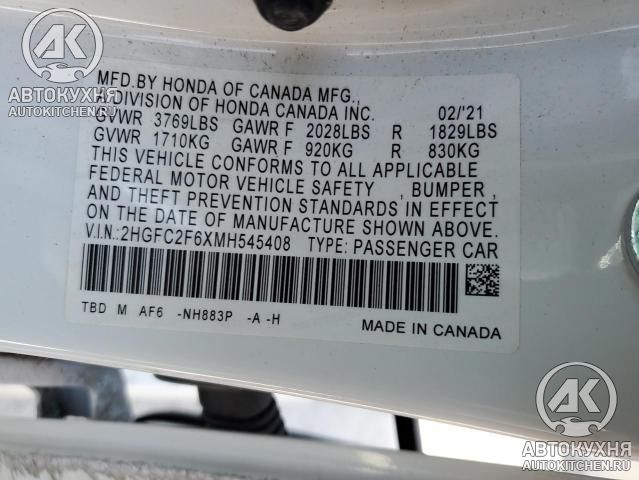 AK
АВТОКУХНЯ
AUTOKITCHEN.RU
MFD.BY HONDA OF CANADA MFG.,
A DIVISION OF HONDA CANADA INC. 02/'21
GVWR 3769LBS GAWR F 2028LBS R 1829LBS
GVWR 1710KG GAWR F 920KG R 830KG
THIS VEHICLE CONFORMS TO ALL APPLICABLE
FEDERAL MOTOR VEHICLE SAFETY , BUMPER,
AND THEFT PREVENTION STANDARDS IN EFFECT
ON THE DATE OF MANUFACTURE SHOWN ABOVE.
V.I.N.:2HGFC2F6XMH545408 TYPE: PASSENGER CAR
TBD M AF6 -NH883P -A -H
MADE IN CANADA
AK
АВТОКУХНЯ
AUTOKITCHEN.RU